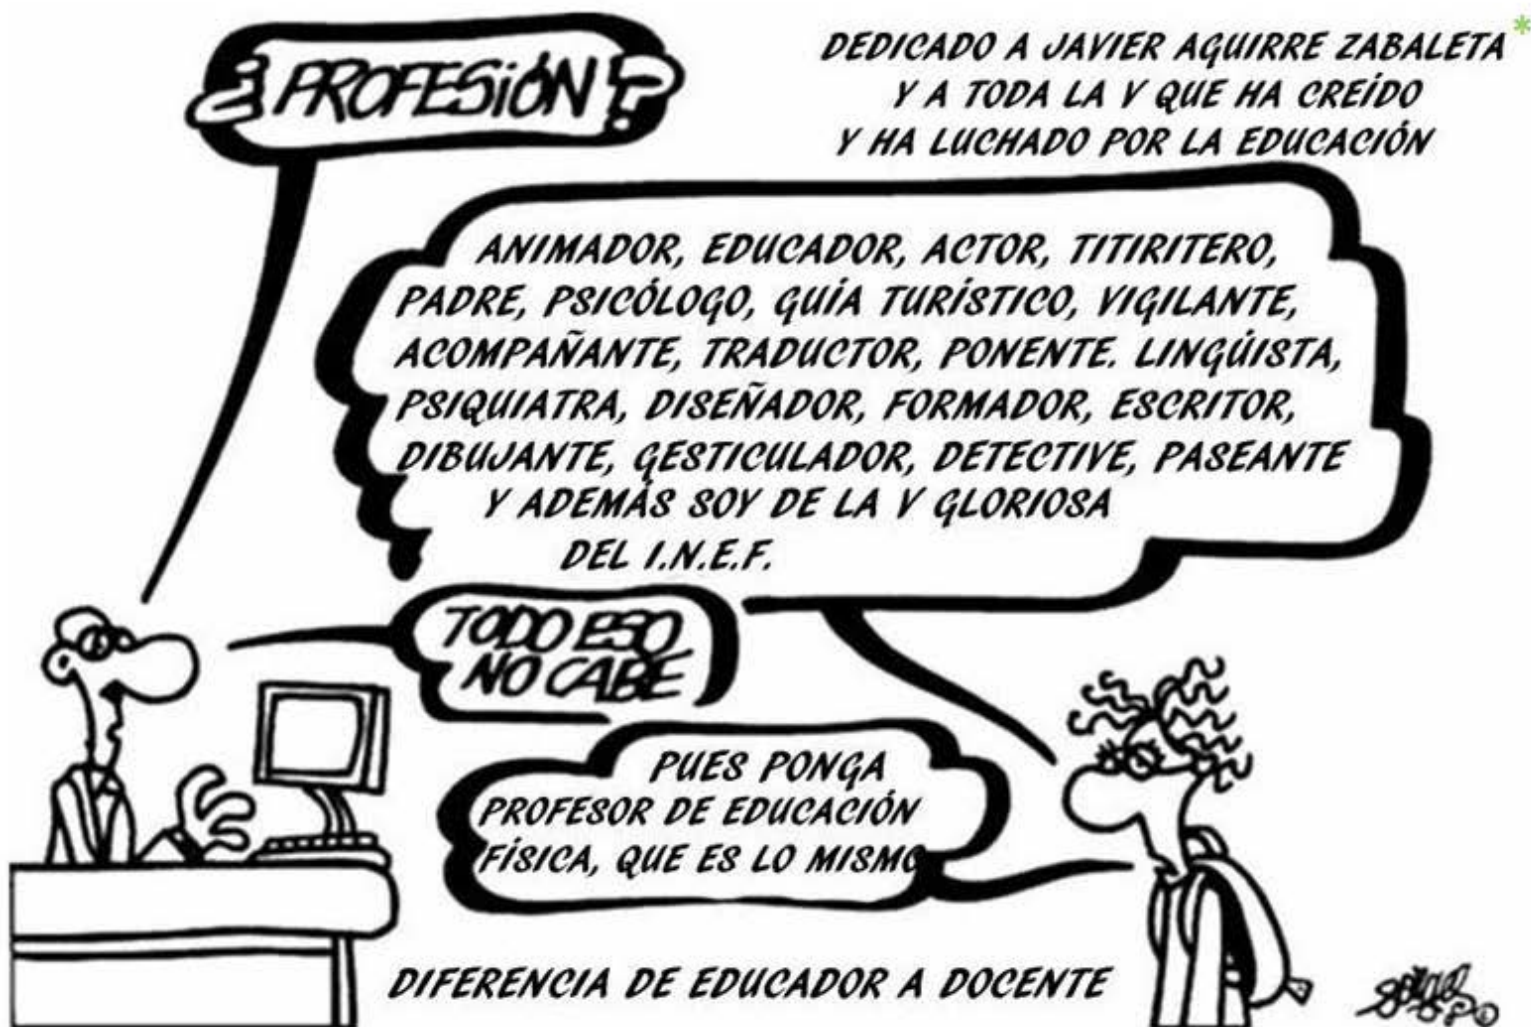 ¿PROFESIÓN?
DEDICADO A JAVIER AGUIRRE ZABALETA*
Y A TODA LA V QUE HA CREÍDO
Y HA LUCHADO POR LA EDUCACIÓN
ANIMADOR, EDUCADOR, ACTOR, TITIRITERO,
PADRE, PSICÓLOGO, GUÍA TURÍSTICO, VIGILANTE,
ACOMPAÑANTE, TRADUCTOR, PONENTE. LINGÚISTA,
PSIQUIATRA, DISEÑADOR, FORMADOR, ESCRITOR,
DIBUJANTE, GESTICULADOR, DETECTIVE, PASEANTE
Y ADEMÁS SOY DE LA V GLORIOSA
DEL I.N.E.F.
TODO ESO
NO CABE
PUES PONGA
PROFESOR DE EDUCACIÓN
FÍSICA, QUE ES LO MISMO
DIFERENCIA DE EDUCADOR A DOCENTE